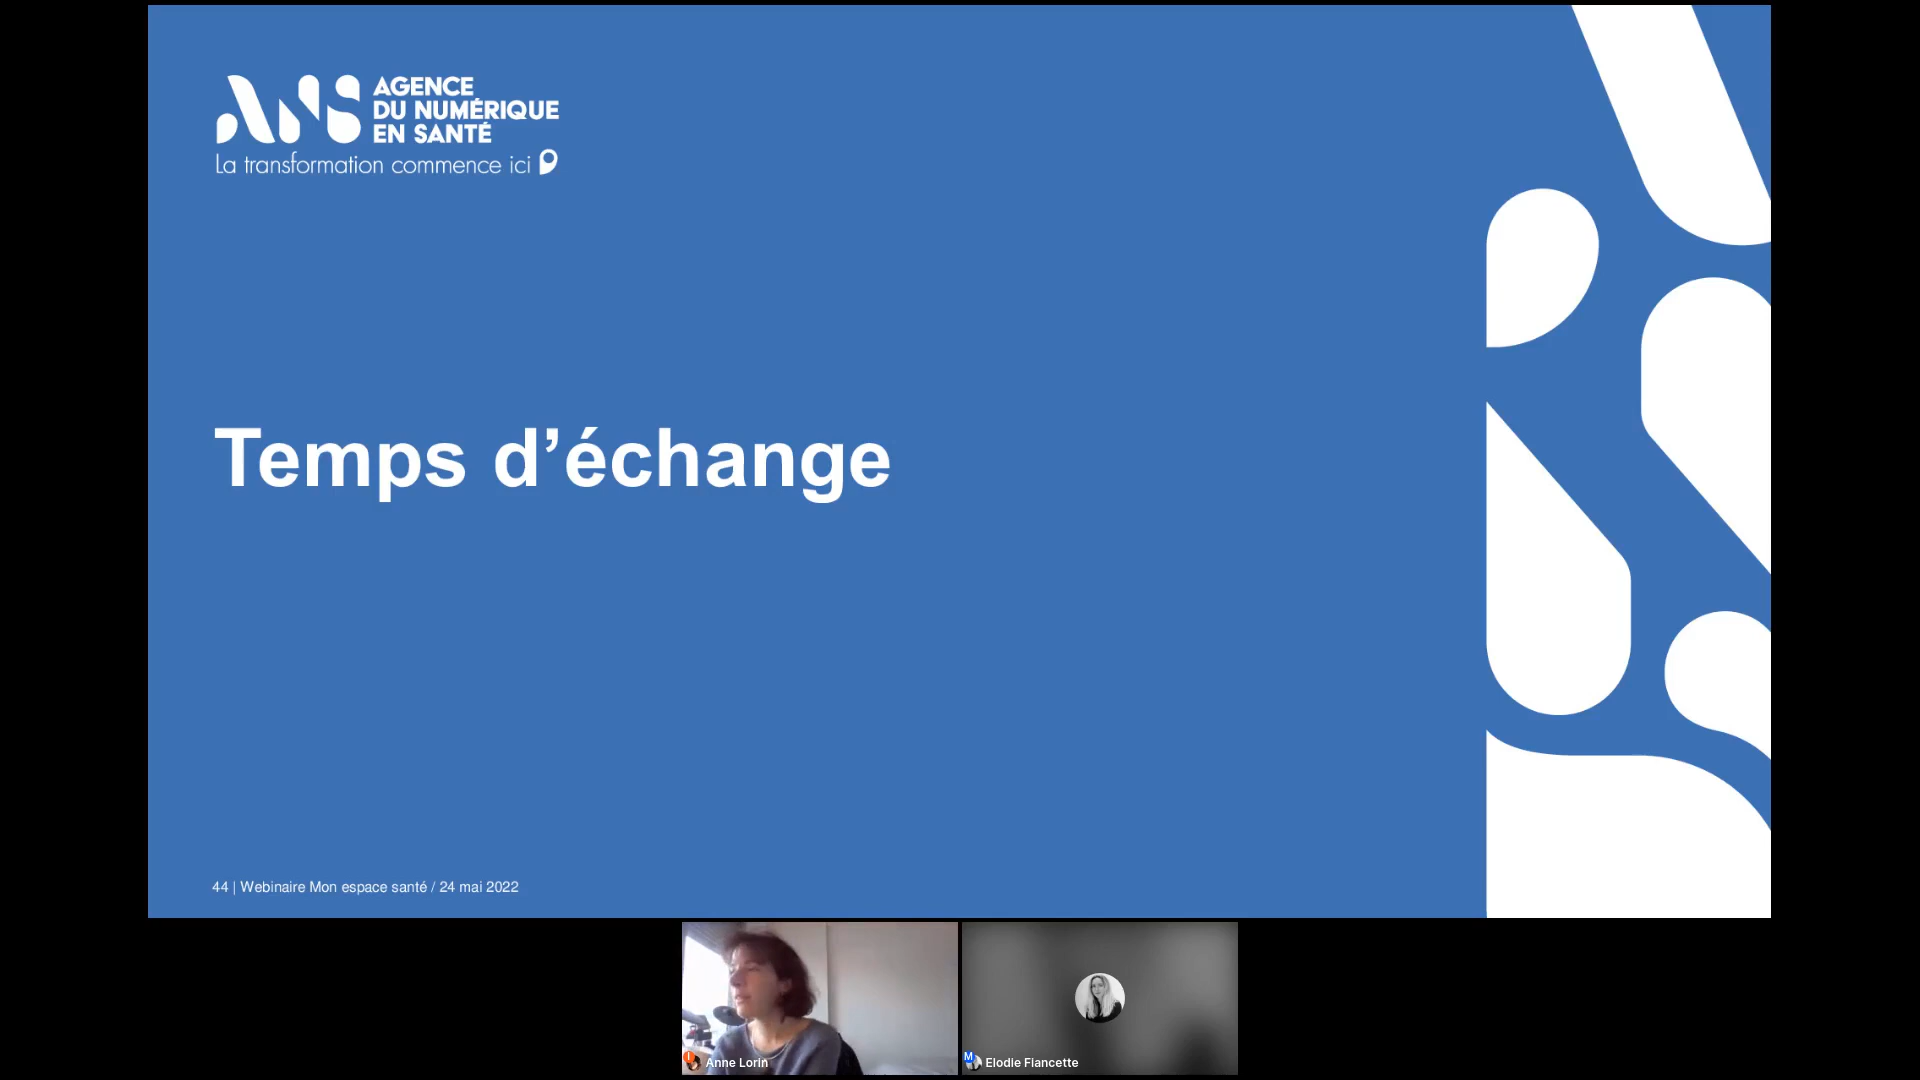 ANS
AGENCE
DU NUMÉRIQUE
EN SANTÉ
La transformation commence ici
Temps d’échange
44 | Webinaire Mon espace santé / 24 mai 2022
I
Anne Lorin
M
Elodie Fiancette